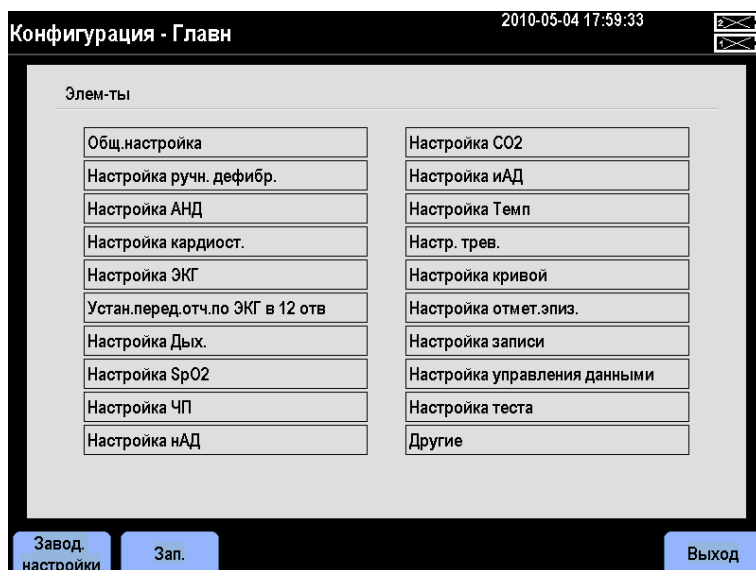 Конфигурация - Главн
2010-05-04 17:59:33
2
1
Элем-ты
Общ.настройка
Настройка ручн. дефибр.
Настройка АНД
Настройка кардиост.
Настройка ЭКГ
Устан.перед.отч.по ЭКГ в 12 отв
Настройка Дых.
Настройка SpO2
Настройка ЧП
Настройка нАД
Настройка CO2
Настройка иАД
Настройка Темп
Настр. трев.
Настройка кривой
Настройка отмет.эпиз.
Настройка записи
Настройка управления данными
Настройка теста
Другие
Завод.
настройки
Зап.
Выход